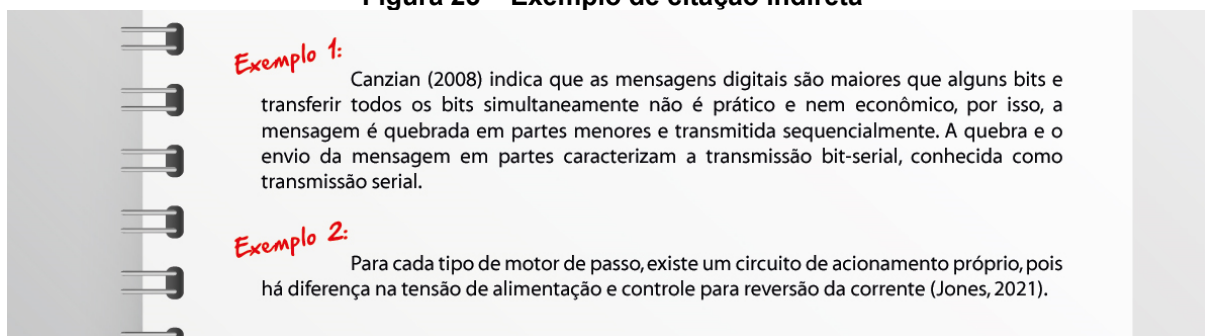 Figura 23 – Exemplo de citação indireta
Exemplo 1:
Canzian (2008) indica que as mensagens digitais são maiores que alguns bits e
transferir todos os bits simultaneamente não é prático e nem econômico, por isso, a
mensagem é quebrada em partes menores e transmitida sequencialmente. A quebra e o
envio da mensagem em partes caracterizam a transmissão bit-serial, conhecida como
transmissão serial.
Exemplo 2:
Para cada tipo de motor de passo, existe um circuito de acionamento próprio, pois
há diferença na tensão de alimentação e controle para reversão da corrente (Jones, 2021).